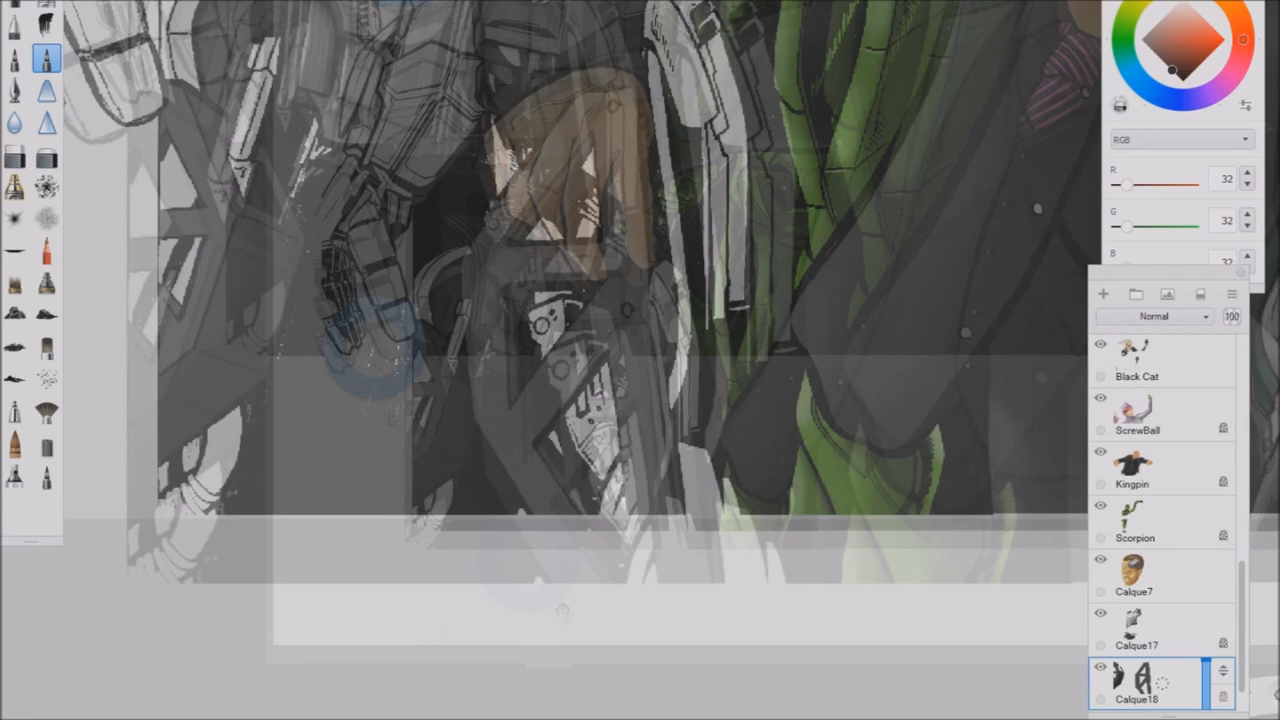 RGB
R
32
G
32
B
32
Normal
100
Black Cat
ScrewBall
Kingpin
Scorpion
Calque7
Calque17
Calque18